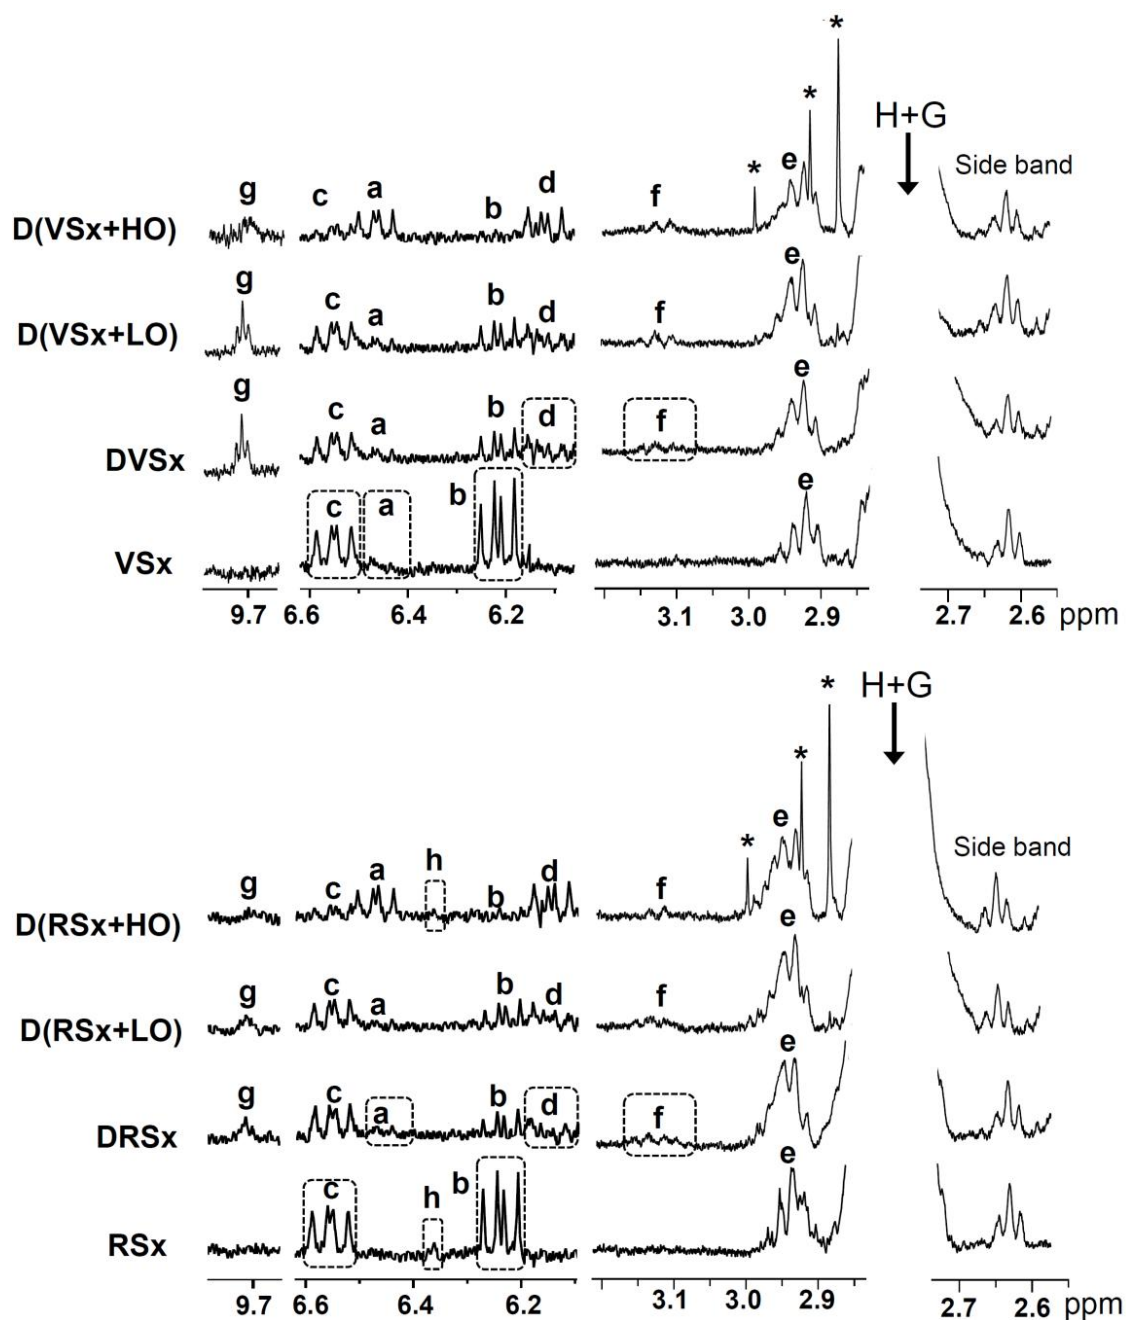 *
*
H+G
*
e
Side band
g
c
a
b
d
f
D(VSx+HO)
g
c
a
b
d
f
e
D(VSx+LO)
g
c
a
b
d
f
e
DVSx
c
a
b
e
VSx
9.7 6.6 6.4 6.2 3.1 3.0 2.9 2.7 2.6 ppm
*
H+G
*
*
e
Side band
g
c
a
h
b
d
f
D(RSx+HO)
g
c
a
b
d
f
e
D(RSx+LO)
g
c
a
b
d
f
e
DRSx
c
h
b
e
RSx
9.7 6.6 6.4 6.2 3.1 3.0 2.9 2.7 2.6 ppm